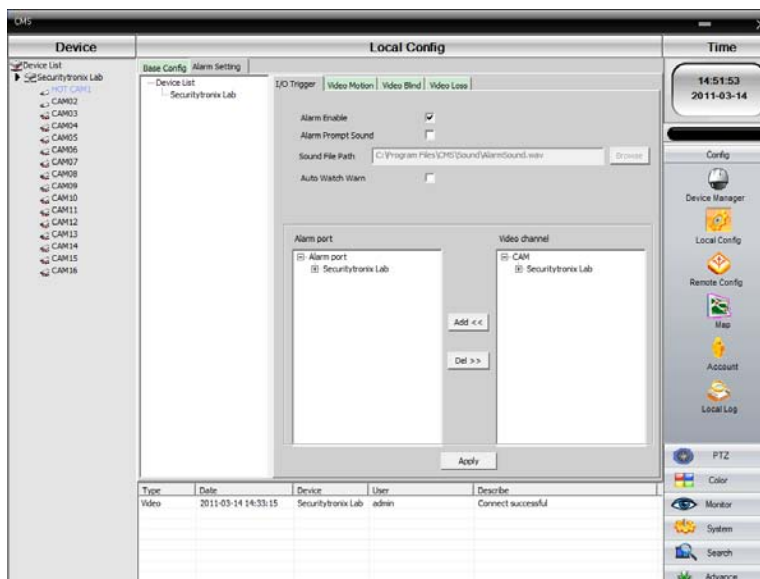 CMS
Device
Local Config
Time
Device List
Securitytronix Lab
HOT CAM1
CAM02
CAM03
CAM04
CAM05
CAM06
CAM07
CAM08
CAM09
CAM10
CAM11
CAM12
CAM13
CAM14
CAM15
CAM16
Base Config
Alarm Setting
Device List
Securitytronix Lab
I/O Trigger
Video Motion
Video Blind
Video Loss
Alarm Enable
Alarm Prompt Sound
Sound File Path
C:\Program Files\CMS\Sound\AlarmSound.wav
Browse
Auto Watch Warn
Alarm port
Video channel
Alarm port
Securitytronix Lab
CAM
Securitytronix Lab
Add <<
Del >>
Apply
Type Date Device User Describe
Video 2011-03-14 14:33:15 Securitytronix Lab admin Connect successful
14:51:53
2011-03-14
Config
Device Manager
Local Config
Remote Config
Map
Account
Local Log
PTZ
Color
Monitor
System
Search
Advance